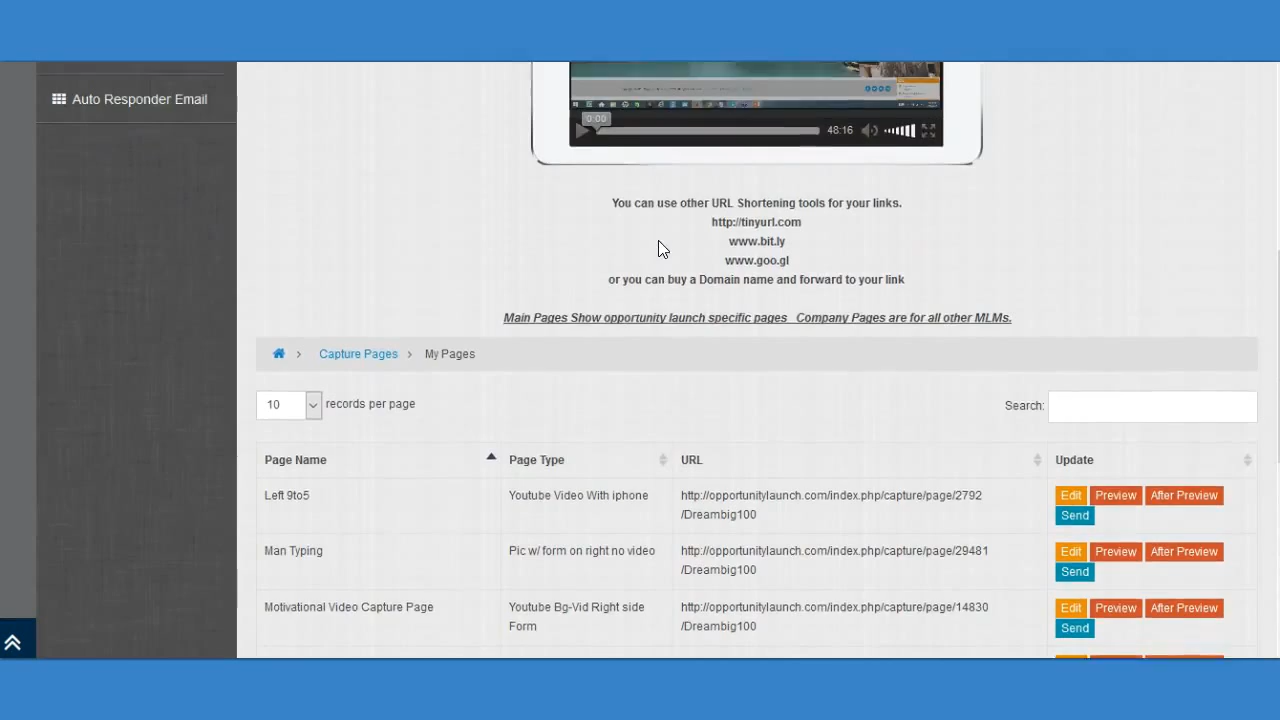 Auto Responder Email
0:00
48:16
You can use other URL Shortening tools for your links.
http://tinyurl.com
www.bit.ly
www.goo.gl
or you can buy a Domain name and forward to your link
Main Pages Show opportunity launch specific pages   Company Pages are for all other MLMs.
Capture Pages > My Pages
10 records per page
Search:
Page Name Page Type URL Update
Left 9to5 Youtube Video With iphone http://opportunitylaunch.com/index.php/capture/page/2792 Edit Preview After Preview
/Dreambig100 Send
Man Typing Pic w/ form on right no video http://opportunitylaunch.com/index.php/capture/page/29481 Edit Preview After Preview
/Dreambig100 Send
Motivational Video Capture Page Youtube Bg-Vid Right side http://opportunitylaunch.com/index.php/capture/page/14830 Edit Preview After Preview
Form /Dreambig100 Send